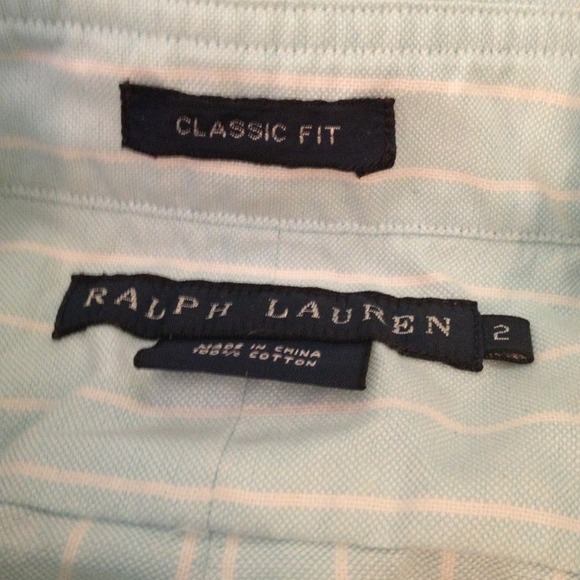 CLASSIC FIT
RALPH LAUREN 2
MADE IN CHINA
100% COTTON